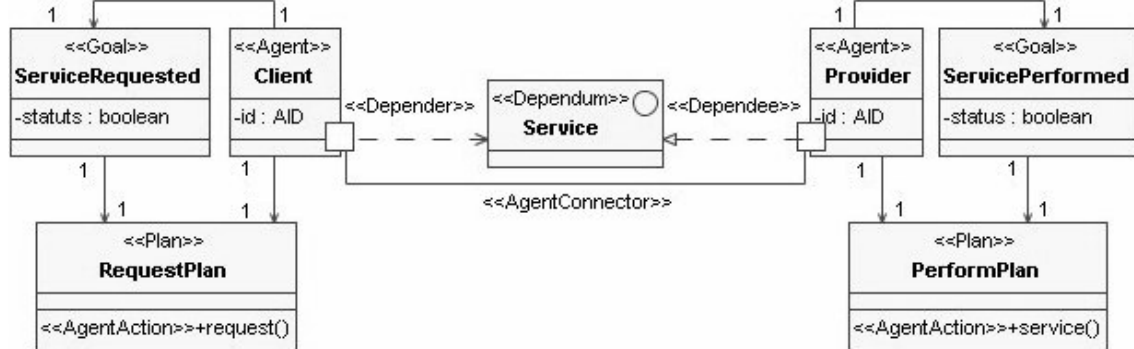 1
1
1
1
<<Goal>>
ServiceRequested
-statuts : boolean
<<Agent>>
Client
-id : AID
<<Depender>>
<<Dependum>>
Service
<<Dependee>>
<<Agent>>
Provider
-id : AID
<<Goal>>
ServicePerformed
-status : boolean
<<AgentConnector>>
1
1
1
1
1
1
1
1
<<Plan>>
RequestPlan
<<AgentAction>>+request()
<<Plan>>
PerformPlan
<<AgentAction>>+service()